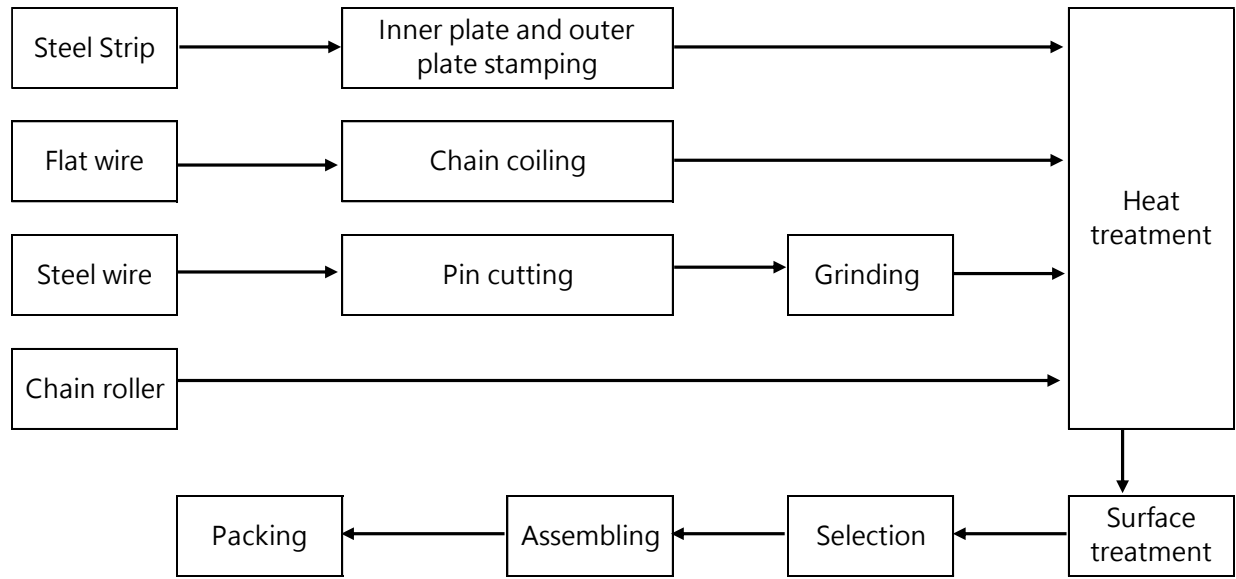 Steel Strip
Inner plate and outer
plate stamping
Flat wire
Chain coiling
Heat
treatment
Steel wire
Pin cutting
Grinding
Chain roller
Packing
Assembling
Selection
Surface
treatment